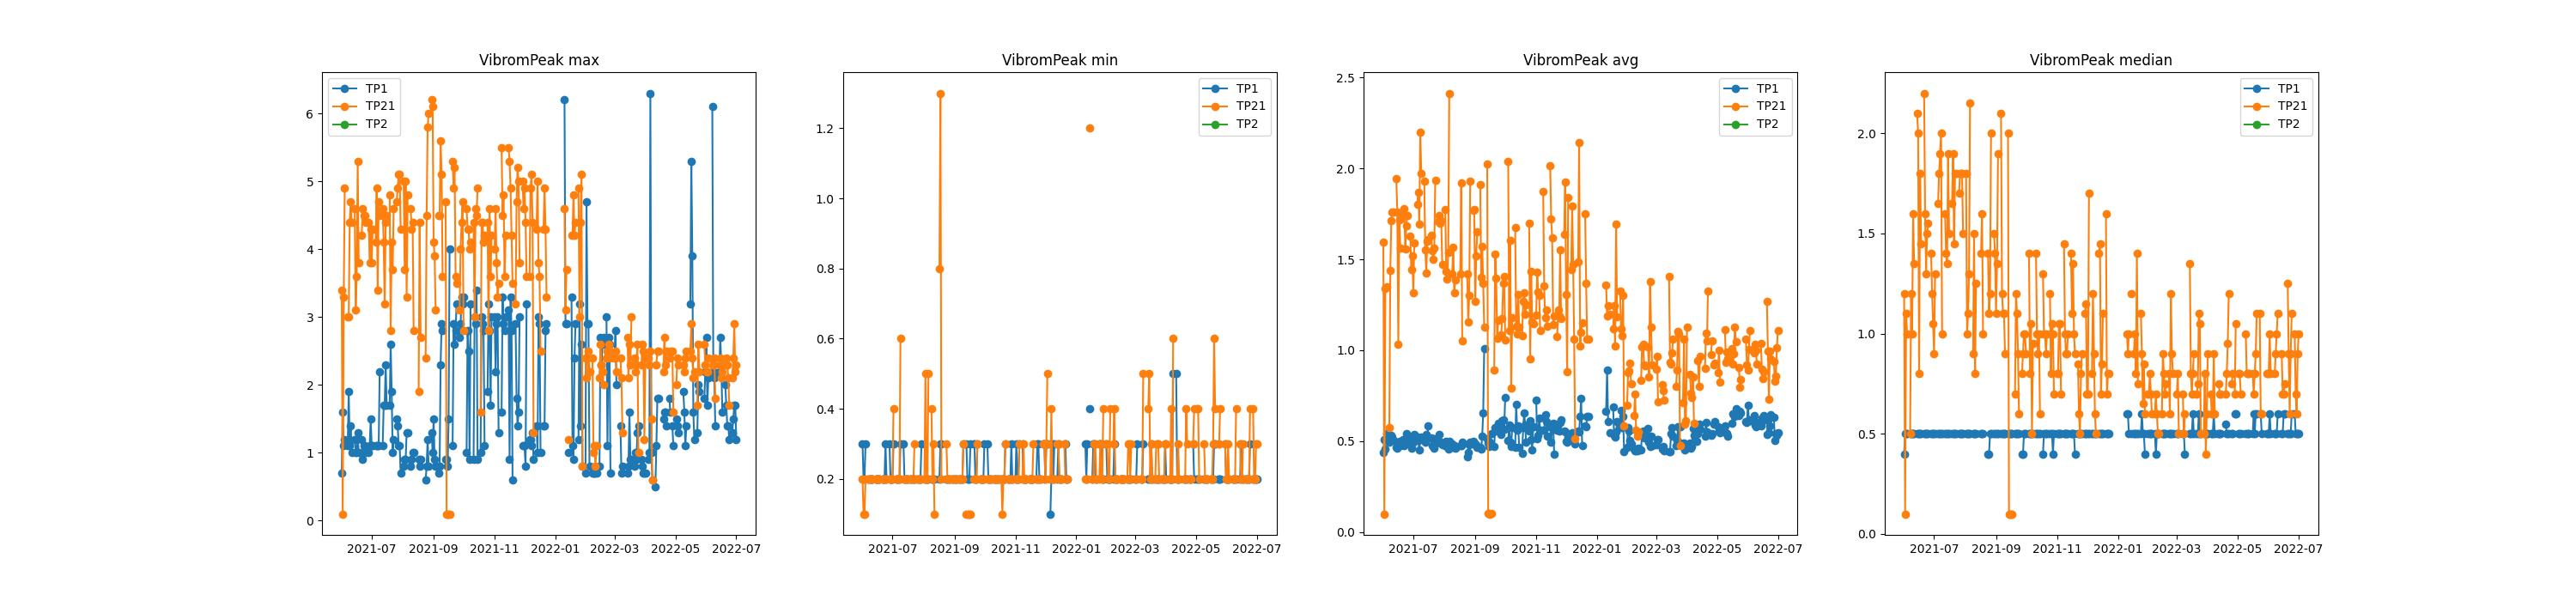 VibromPeak max
TP1
TP21
TP2
6
5
4
3
2
1
0
2021-07 2021-09 2021-11 2022-01 2022-03 2022-05 2022-07
VibromPeak min
TP1
TP21
TP2
1.2
1.0
0.8
0.6
0.4
0.2
2021-07 2021-09 2021-11 2022-01 2022-03 2022-05 2022-07
VibromPeak avg
TP1
TP21
TP2
2.5
2.0
1.5
1.0
0.5
0.0
2021-07 2021-09 2021-11 2022-01 2022-03 2022-05 2022-07
VibromPeak median
TP1
TP21
TP2
2.0
1.5
1.0
0.5
0.0
2021-07 2021-09 2021-11 2022-01 2022-03 2022-05 2022-07